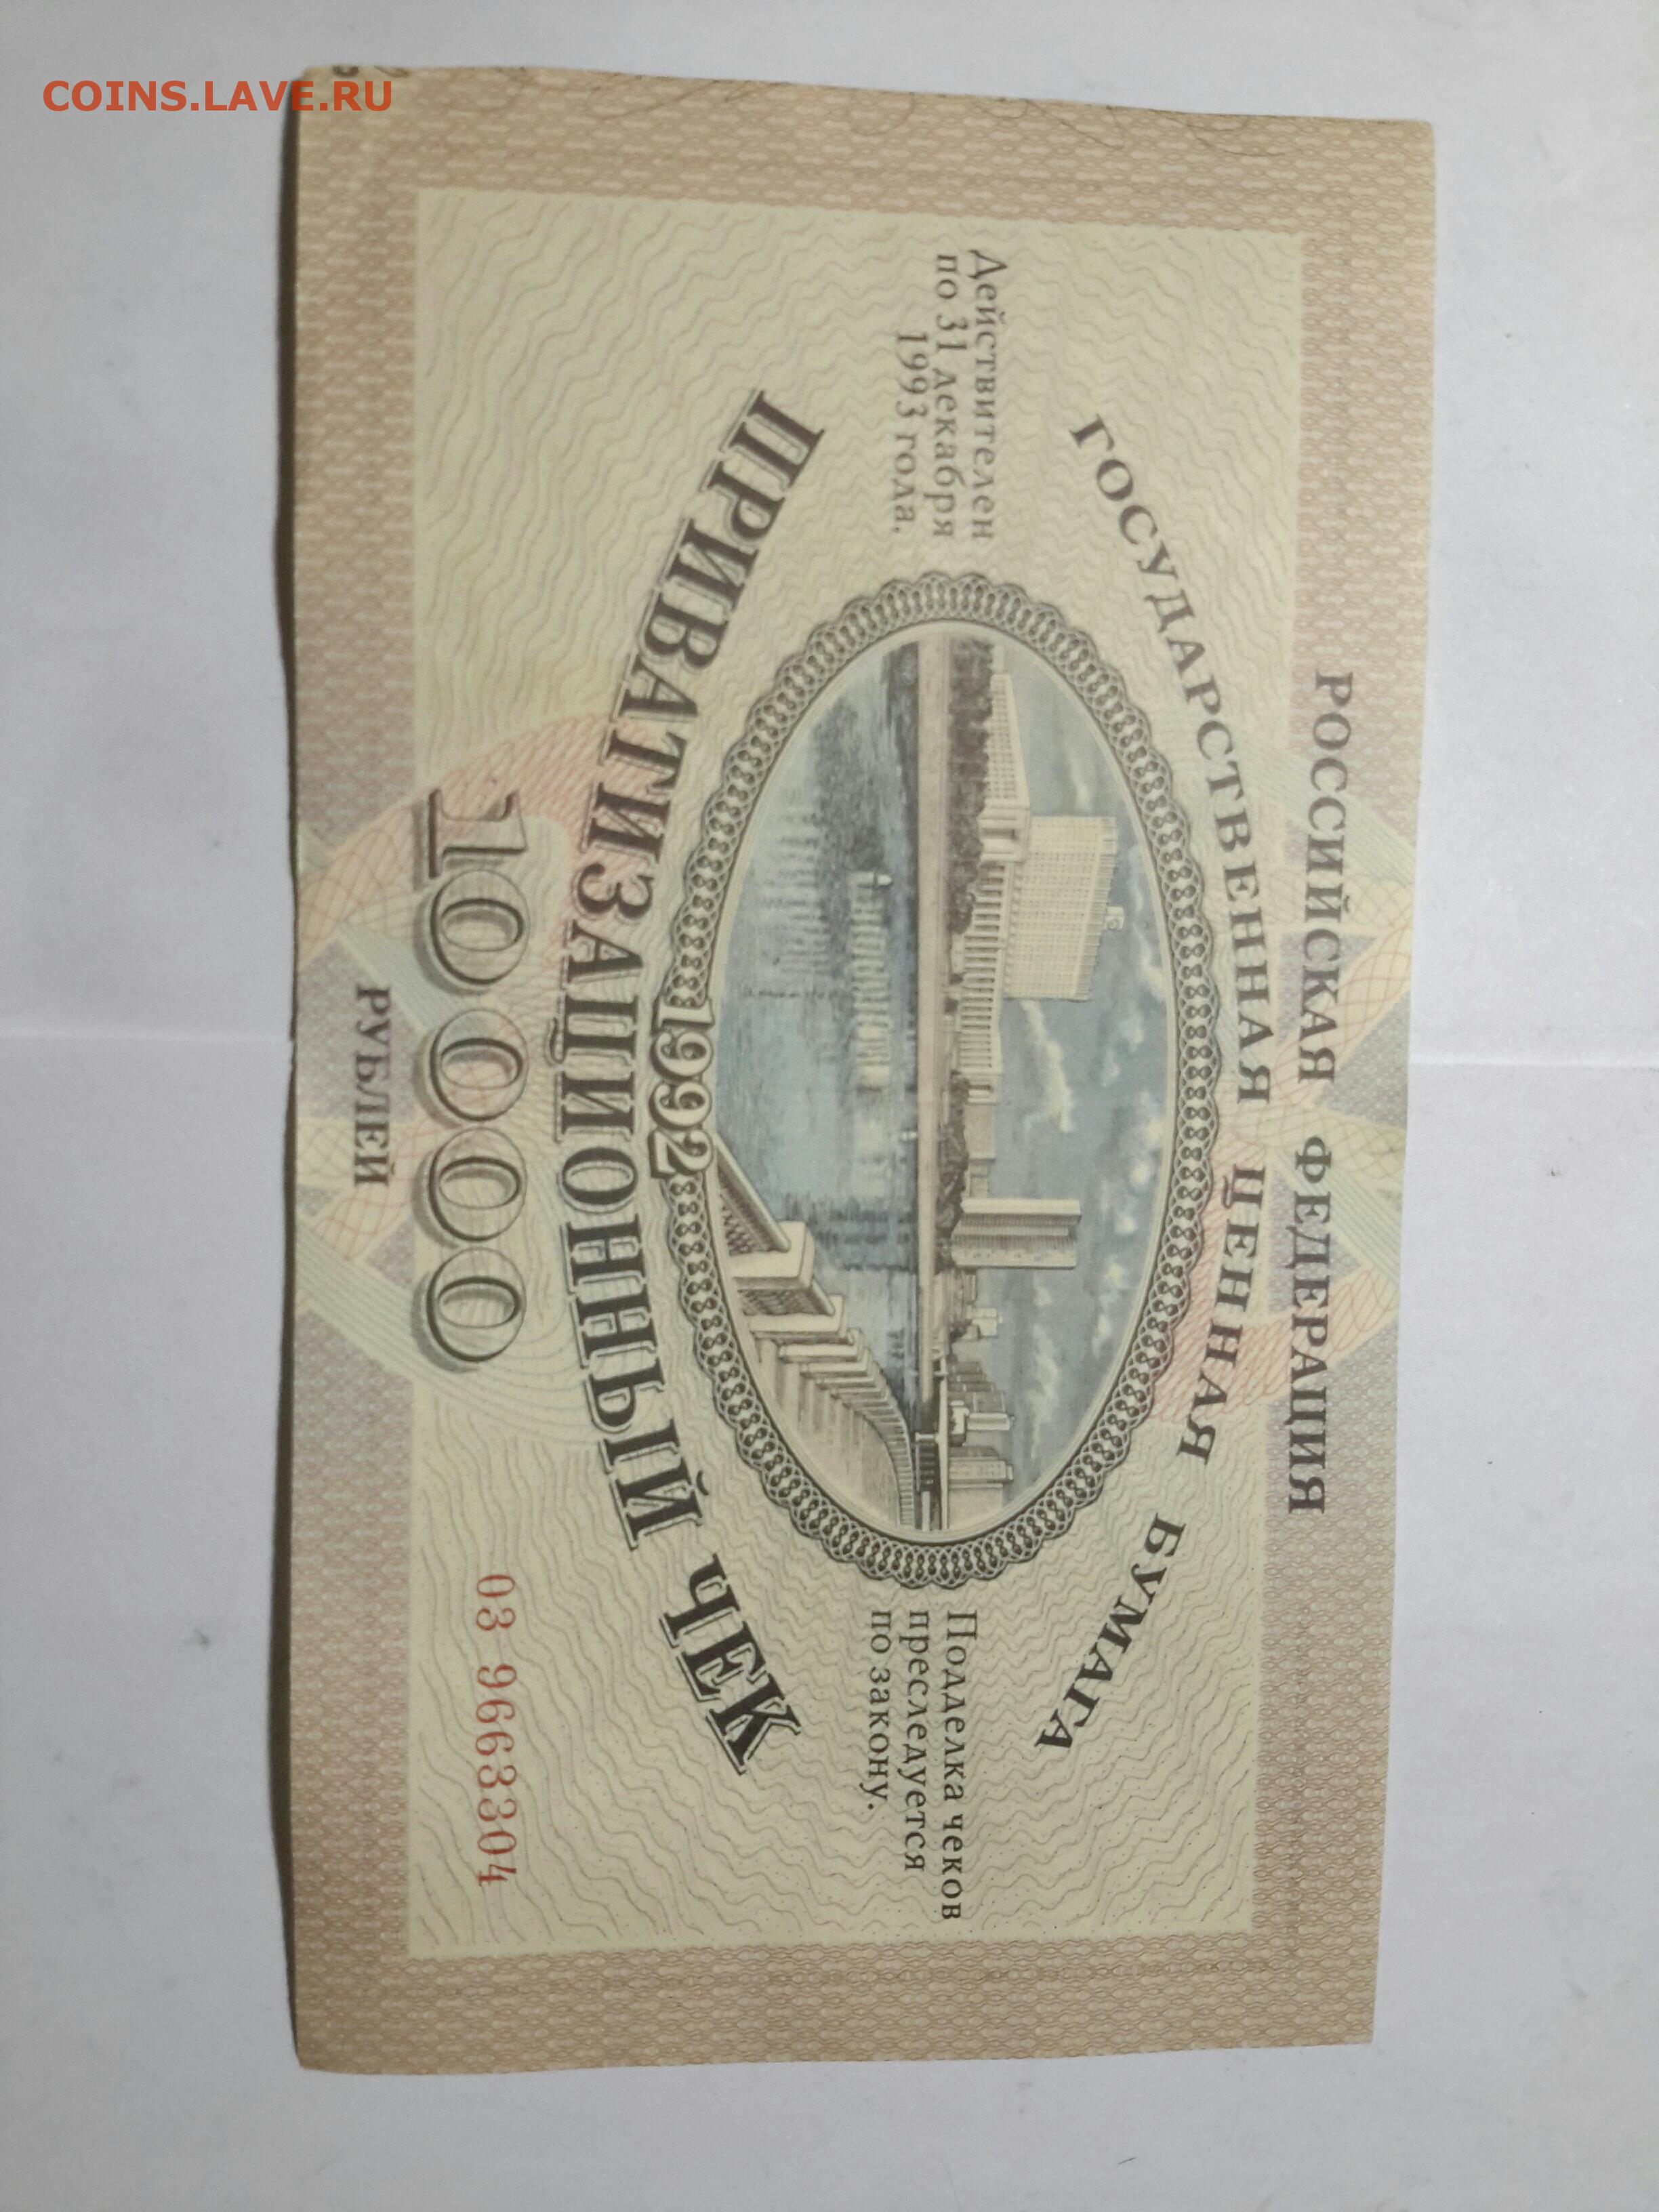 COINS.LAVE.RU
РОССИЙСКАЯ ФЕДЕРАЦИЯ
ГОСУДАРСТВЕННАЯ ЦЕННАЯ БУМАГА
Действителен
по 31 декабря
1993 года.
Подделка чеков
преследуется
по закону.
1992
ПРИВАТИЗАЦИОННЫЙ ЧЕК
10000
РУБЛЕЙ
03 9663304